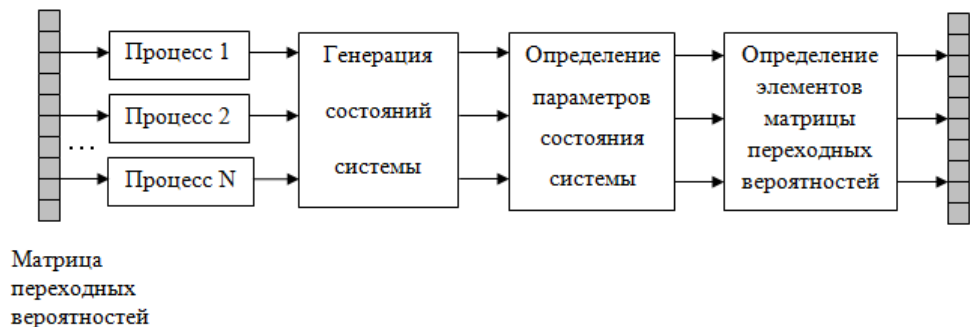 Процесс 1
Процесс 2
...
Процесс N
Генерация
состояний
системы
Определение
параметров
состояния
системы
Определение
элементов
матрицы
переходных
вероятностей
Матрица
переходных
вероятностей